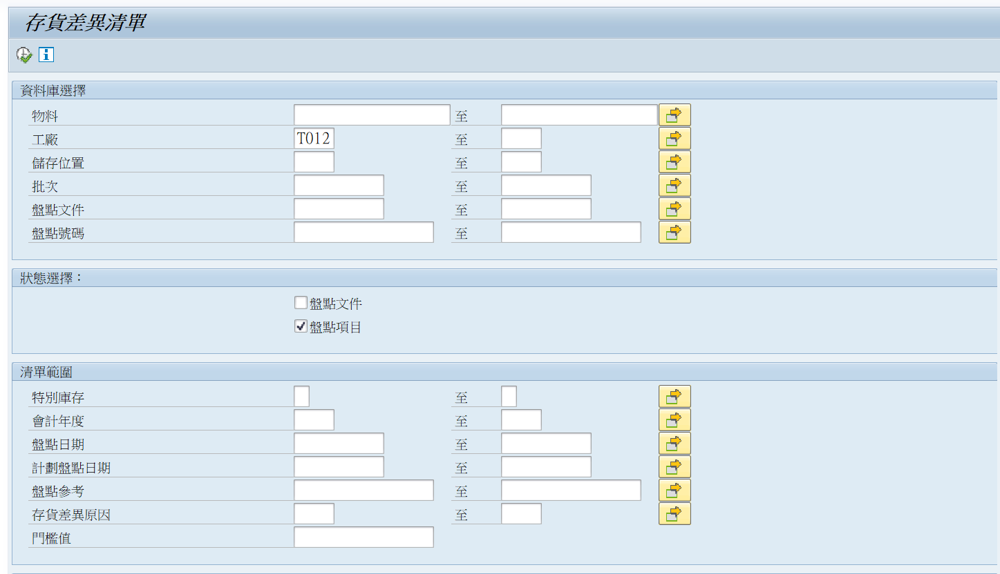 存貨差異清單
資料庫選擇
物料 至
工廠 T012 至
儲存位置 至
批次 至
盤點文件 至
盤點號碼 至
狀態選擇：
盤點文件
盤點項目
清單範圍
特別庫存 至
會計年度 至
盤點日期 至
計劃盤點日期 至
盤點參考 至
存貨差異原因 至
門檻值